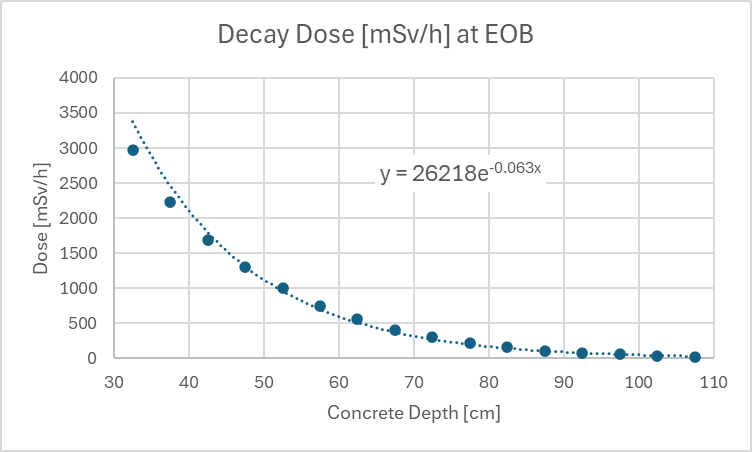 Decay Dose [mSv/h] at EOB
4000
3500
3000
2500
2000
1500
1000
500
0
Dose [mSv/h]
y = 26218e^-0.063x
30 40 50 60 70 80 90 100 110
Concrete Depth [cm]